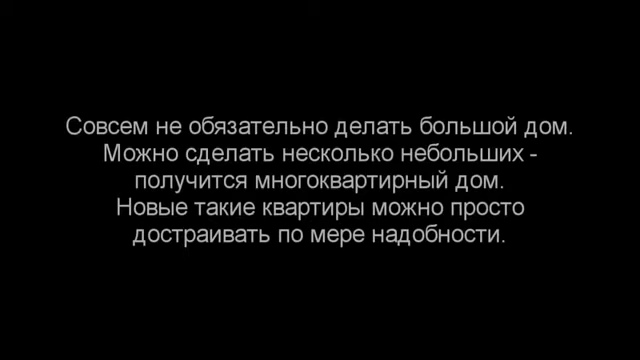 Совсем не обязательно делать большой дом.
Можно сделать несколько небольших -
получится многоквартирный дом.
Новые такие квартиры можно просто
достраивать по мере надобности.